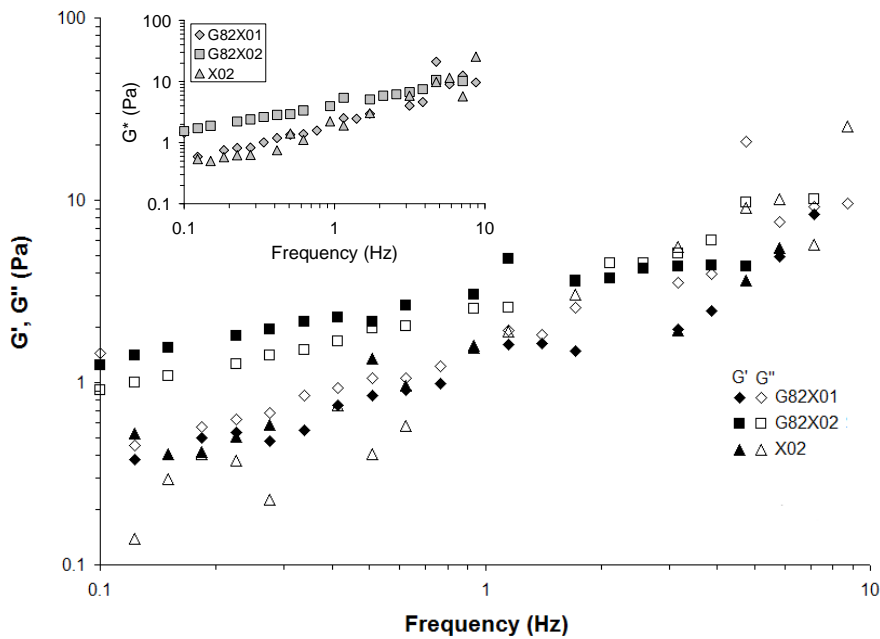 100
10
1
0.1
G', G" (Pa)
100
10
1
0.1
G* (Pa)
G82X01
G82X02
X02
0.1 1 10
Frequency (Hz)
G' G"
G82X01
G82X02
X02
0.1 1 10
Frequency (Hz)